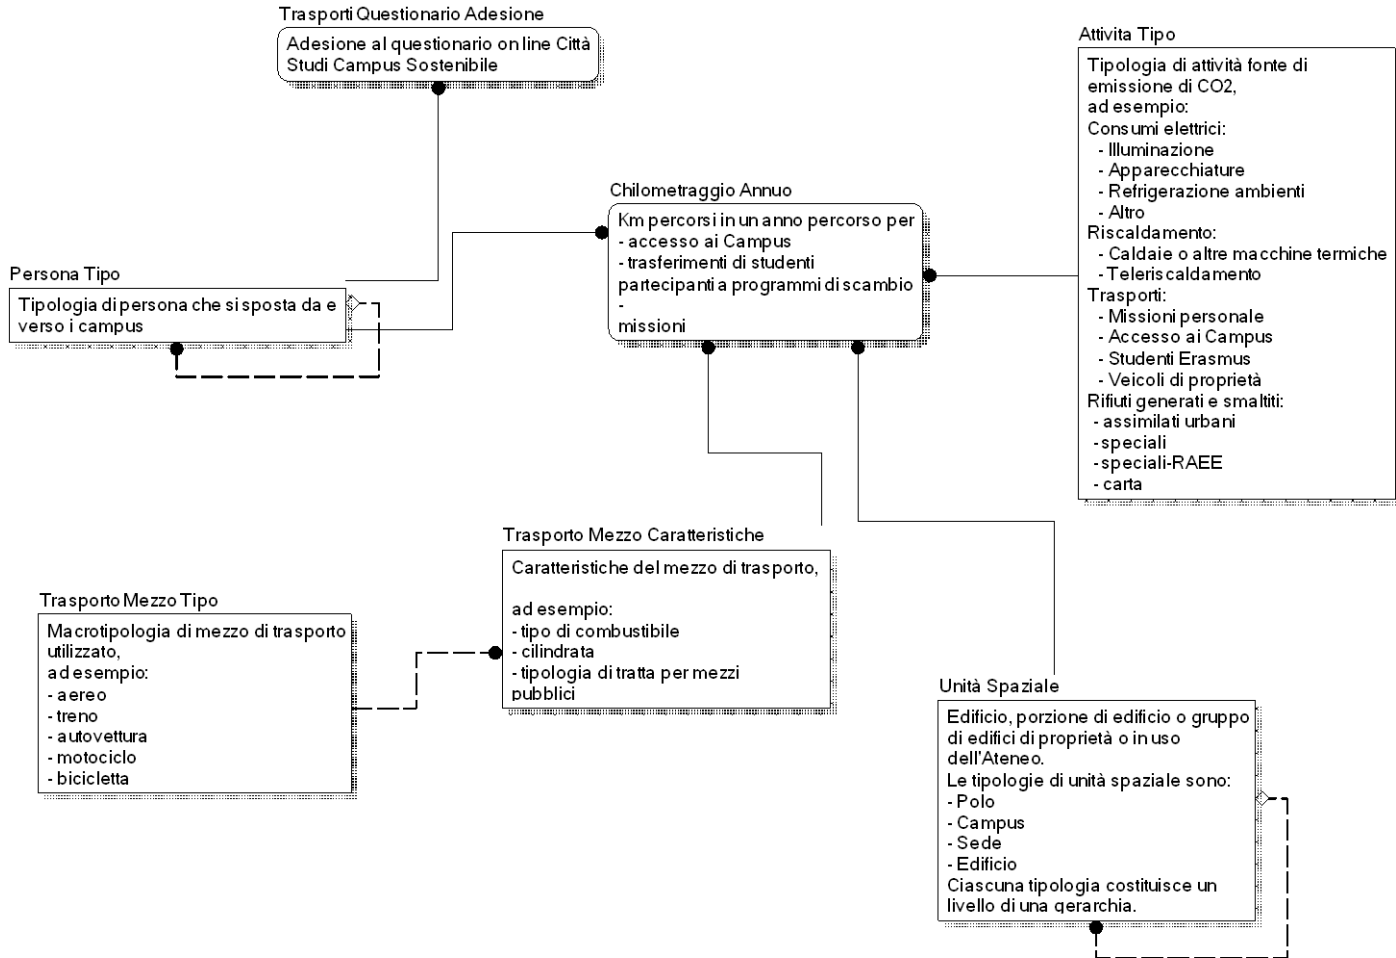 Trasporti Questionario Adesione
Adesione al questionario on line Città
Studi Campus Sostenibile
Attivita Tipo
Tipologia di attività fonte di
emissione di CO2,
ad esempio:
Consumi elettrici:
- Illuminazione
- Apparecchiature
- Refrigerazione ambienti
- Altro
Riscaldamento:
- Caldaie o altre macchine termiche
- Teleriscaldamento
Trasporti:
- Missioni personale
- Accesso ai Campus
- Studenti Erasmus
- Veicoli di proprietà
Rifiuti generati e smaltiti:
- assimilati urbani
- speciali
- speciali-RAEE
- carta
Chilometraggio Annuo
Km percorsi in un anno percorso per
- accesso ai Campus
- trasferimenti di studenti
partecipanti a programmi di scambio
-
missioni
Persona Tipo
Tipologia di persona che si sposta da e
verso i campus
Trasporto Mezzo Caratteristiche
Caratteristiche del mezzo di trasporto,
ad esempio:
- tipo di combustibile
- cilindrata
- tipologia di tratta per mezzi
pubblici
Trasporto Mezzo Tipo
Macrotipologia di mezzo di trasporto
utilizzato,
ad esempio:
- aereo
- treno
- autovettura
- motociclo
- bicicletta
Unità Spaziale
Edificio, porzione di edificio o gruppo
di edifici di proprietà o in uso
dell'Ateneo.
Le tipologie di unità spaziale sono:
- Polo
- Campus
- Sede
- Edificio
Ciascuna tipologia costituisce un
livello di una gerarchia.